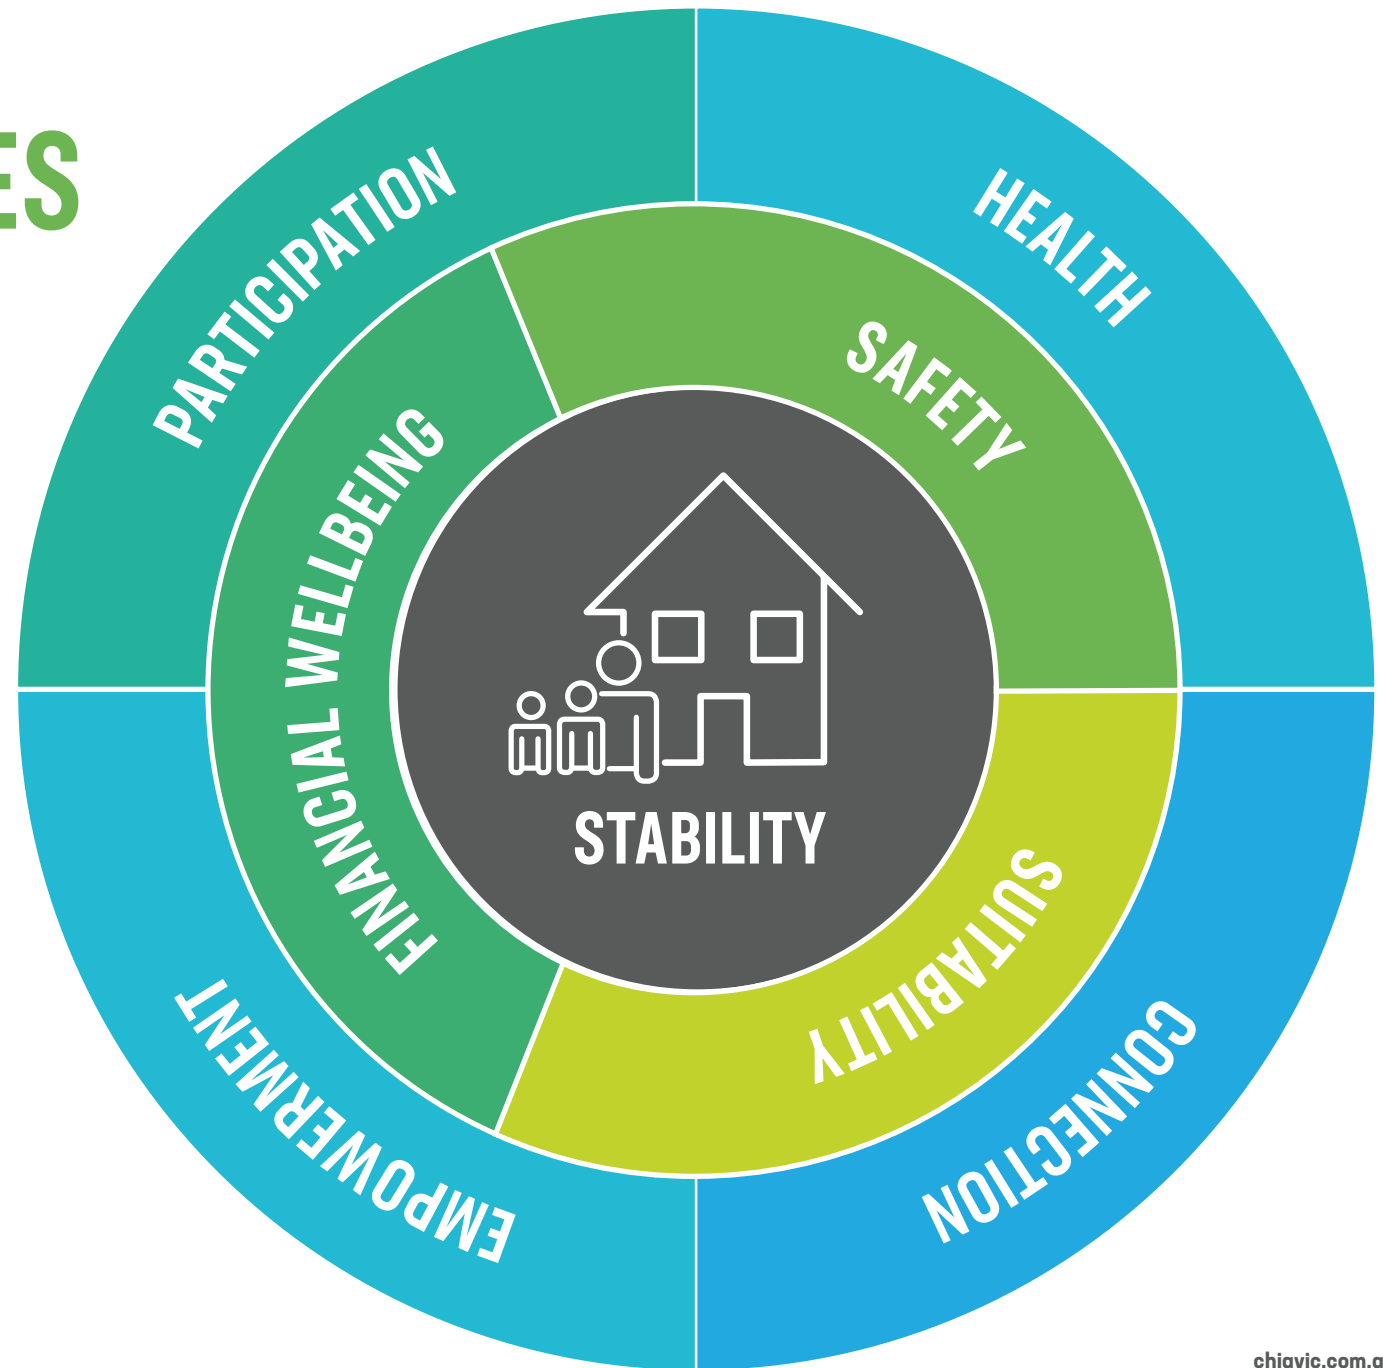 ES
PARTICIPATION
HEALTH
SAFETY
FINANCIAL WELLBEING
STABILITY
SUITABILITY
EMPOWERMENT
CONNECTION
chiavic.com.a